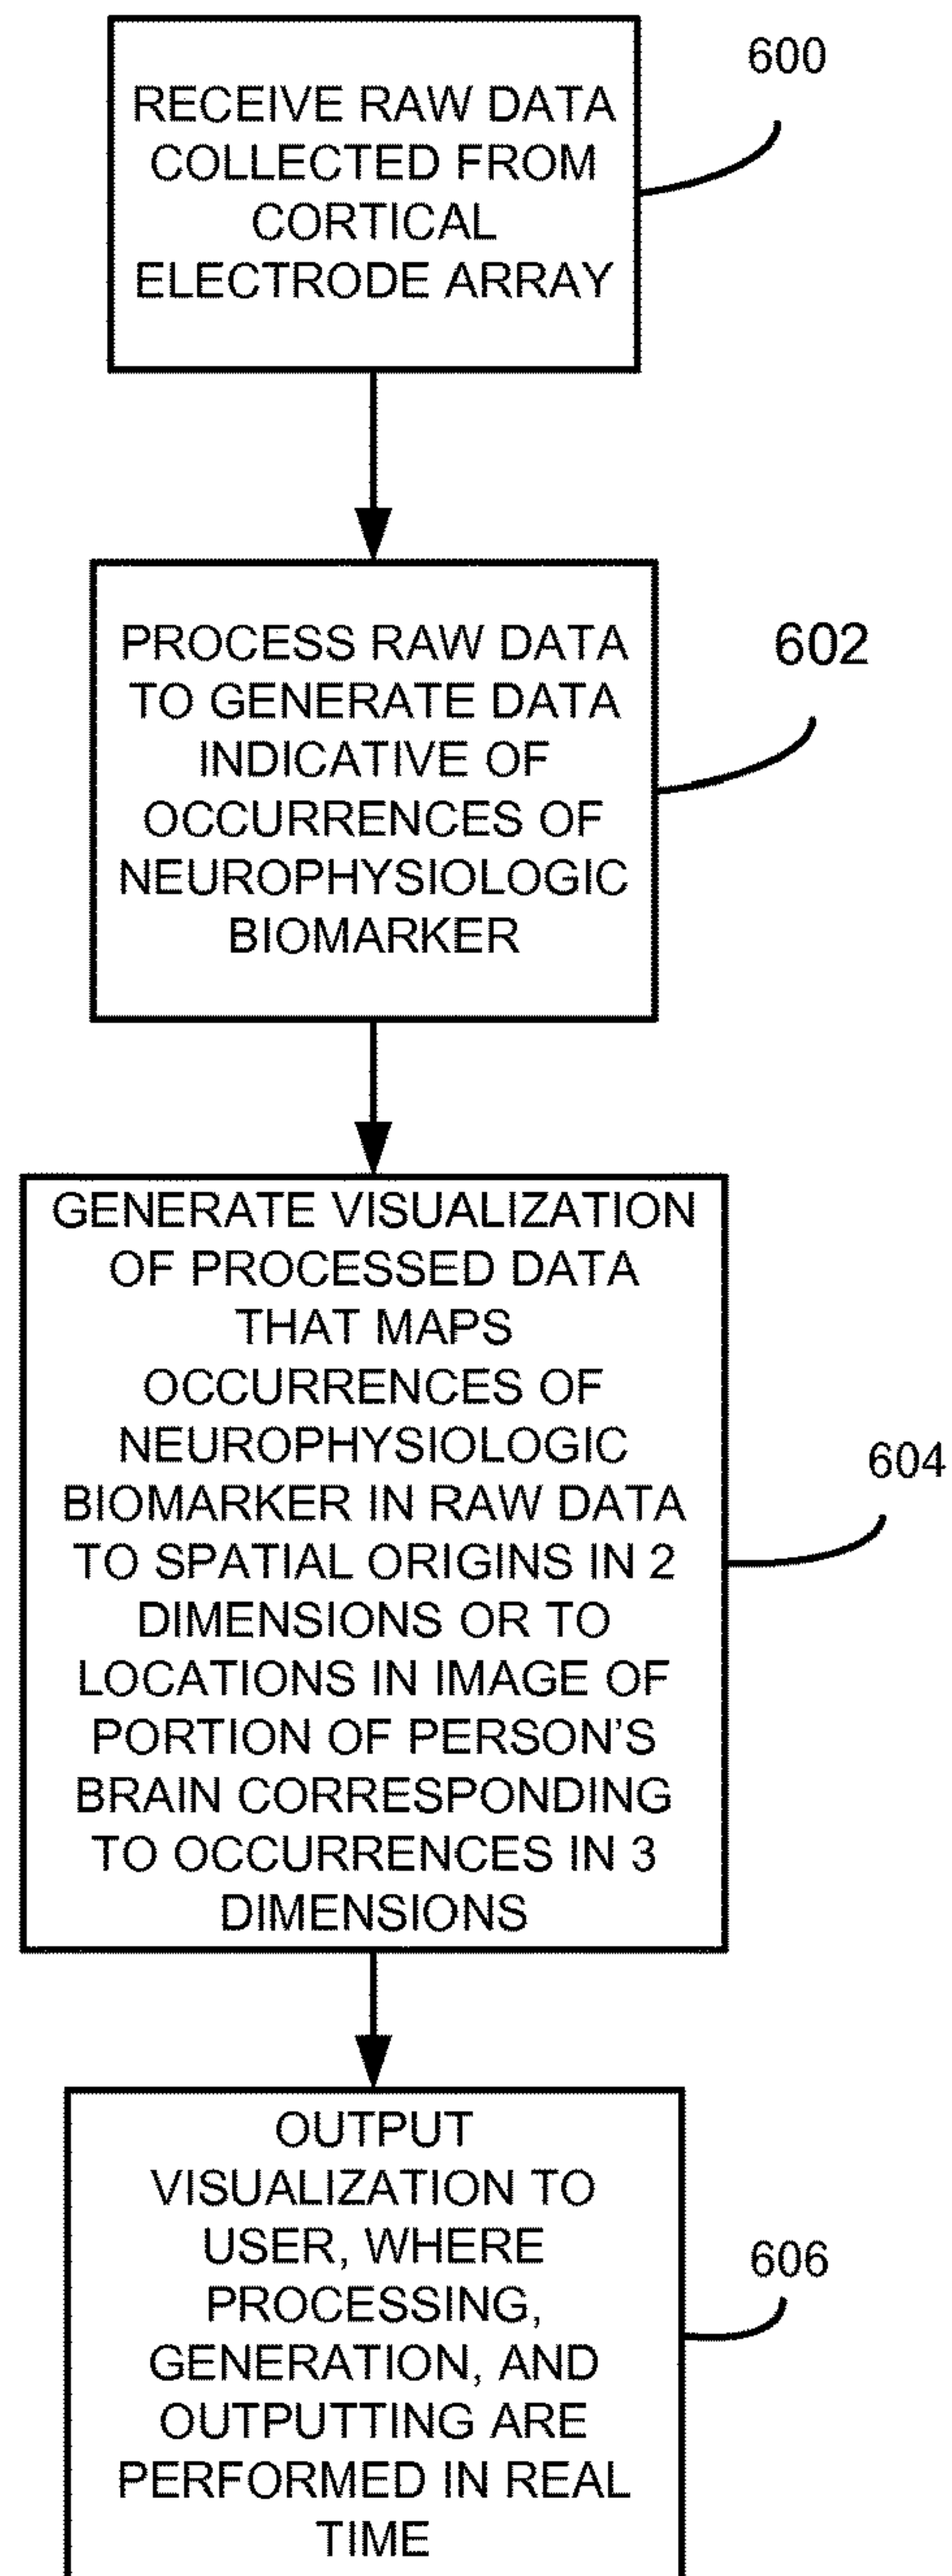 600
RECEIVE RAW DATA
COLLECTED FROM
CORTICAL
ELECTRODE ARRAY
602
PROCESS RAW DATA
TO GENERATE DATA
INDICATIVE OF
OCCURRENCES OF
NEUROPHYSIOLOGIC
BIOMARKER
GENERATE VISUALIZATION
OF PROCESSED DATA
THAT MAPS
OCCURRENCES OF
NEUROPHYSIOLOGIC
BIOMARKER IN RAW DATA
TO SPATIAL ORIGINS IN 2
DIMENSIONS OR TO
LOCATIONS IN IMAGE OF
PORTION OF PERSON'S
BRAIN CORRESPONDING
TO OCCURRENCES IN 3
DIMENSIONS
604
OUTPUT
VISUALIZATION TO
USER, WHERE
PROCESSING,
GENERATION, AND
OUTPUTTING ARE
PERFORMED IN REAL
TIME
606